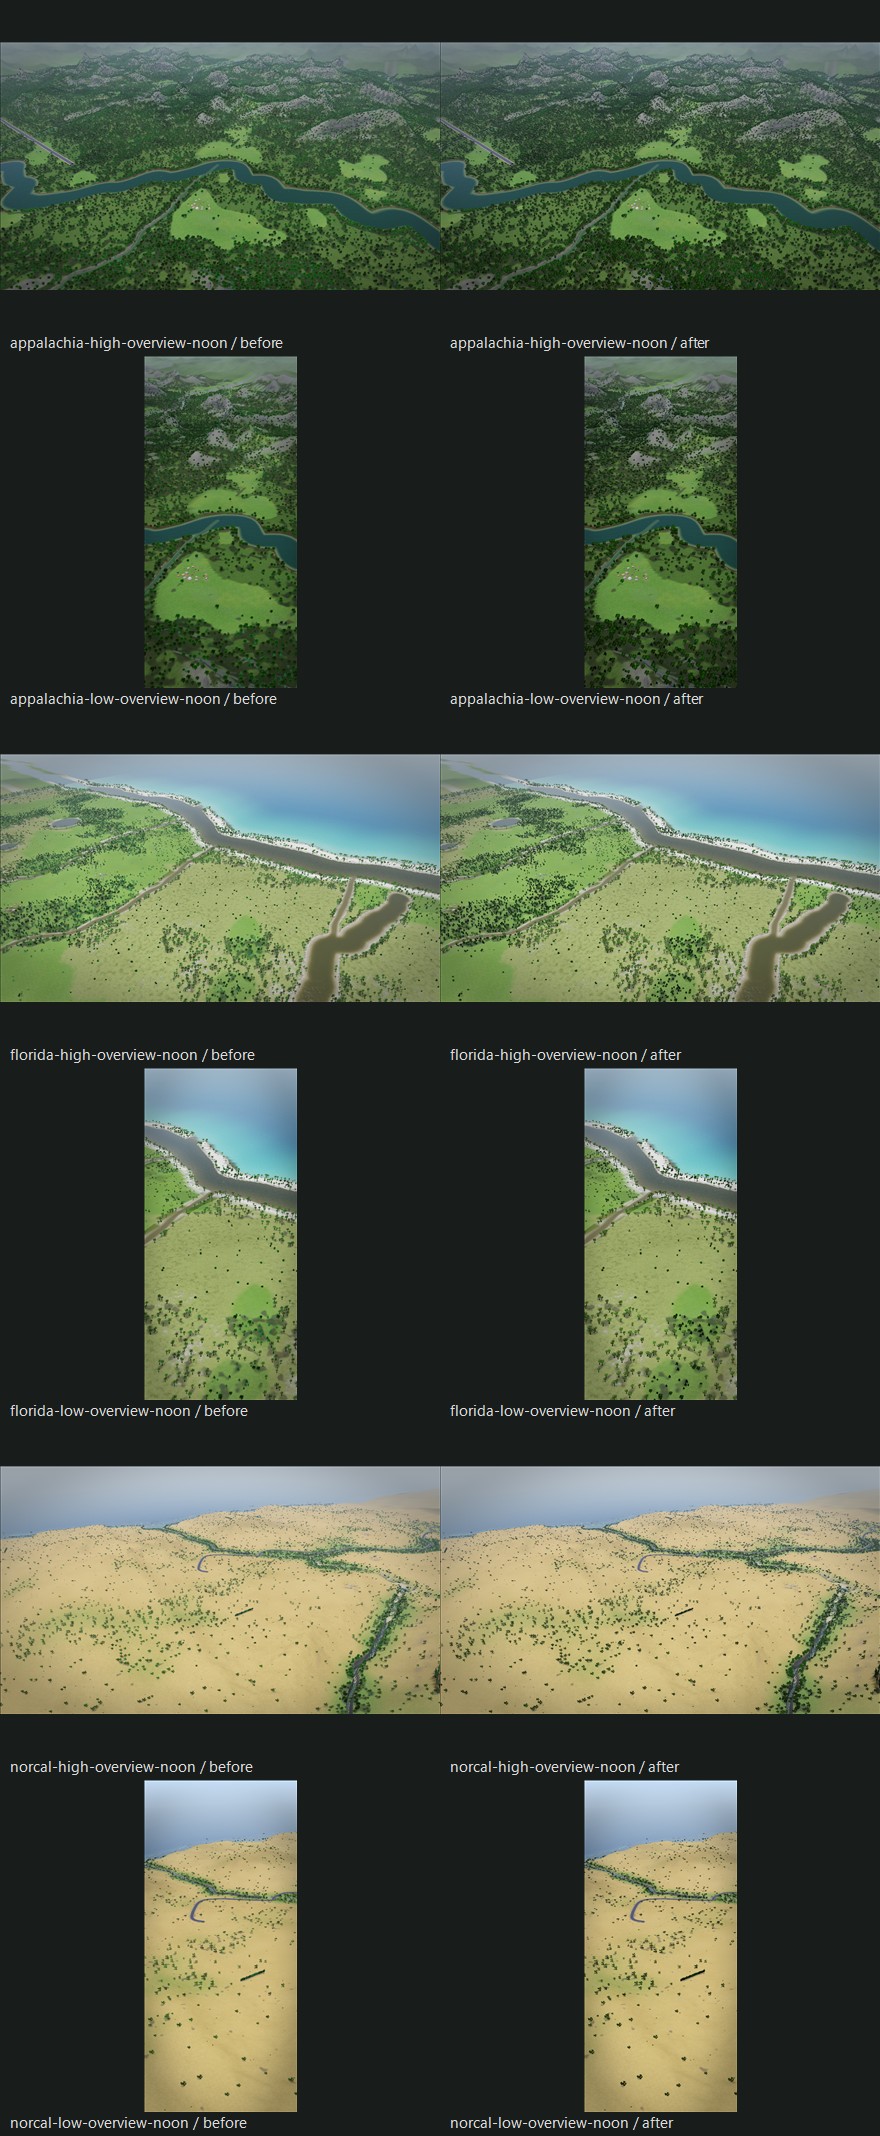 appalachia-high-overview-noon / before
appalachia-high-overview-noon / after
appalachia-low-overview-noon / before
appalachia-low-overview-noon / after
florida-high-overview-noon / before
florida-high-overview-noon / after
florida-low-overview-noon / before
florida-low-overview-noon / after
norcal-high-overview-noon / before
norcal-high-overview-noon / after
norcal-low-overview-noon / before
norcal-low-overview-noon / after